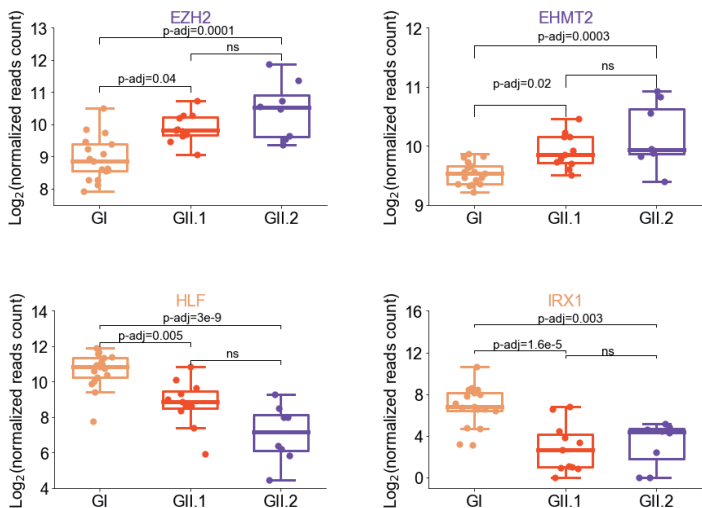 EZH2
p-adj=0.0001
ns
p-adj=0.04
13
12
11
10
9
8
Log2(normalized reads count)
GI GII.1 GII.2
EHMT2
p-adj=0.0003
ns
p-adj=0.02
12
11
10
9
Log2(normalized reads count)
GI GII.1 GII.2
HLF
p-adj=3e-9
p-adj=0.005
ns
14
12
10
8
6
4
Log2(normalized reads count)
GI GII.1 GII.2
IRX1
p-adj=0.003
p-adj=1.6e-5
ns
16
12
8
4
0
Log2(normalized reads count)
GI GII.1 GII.2